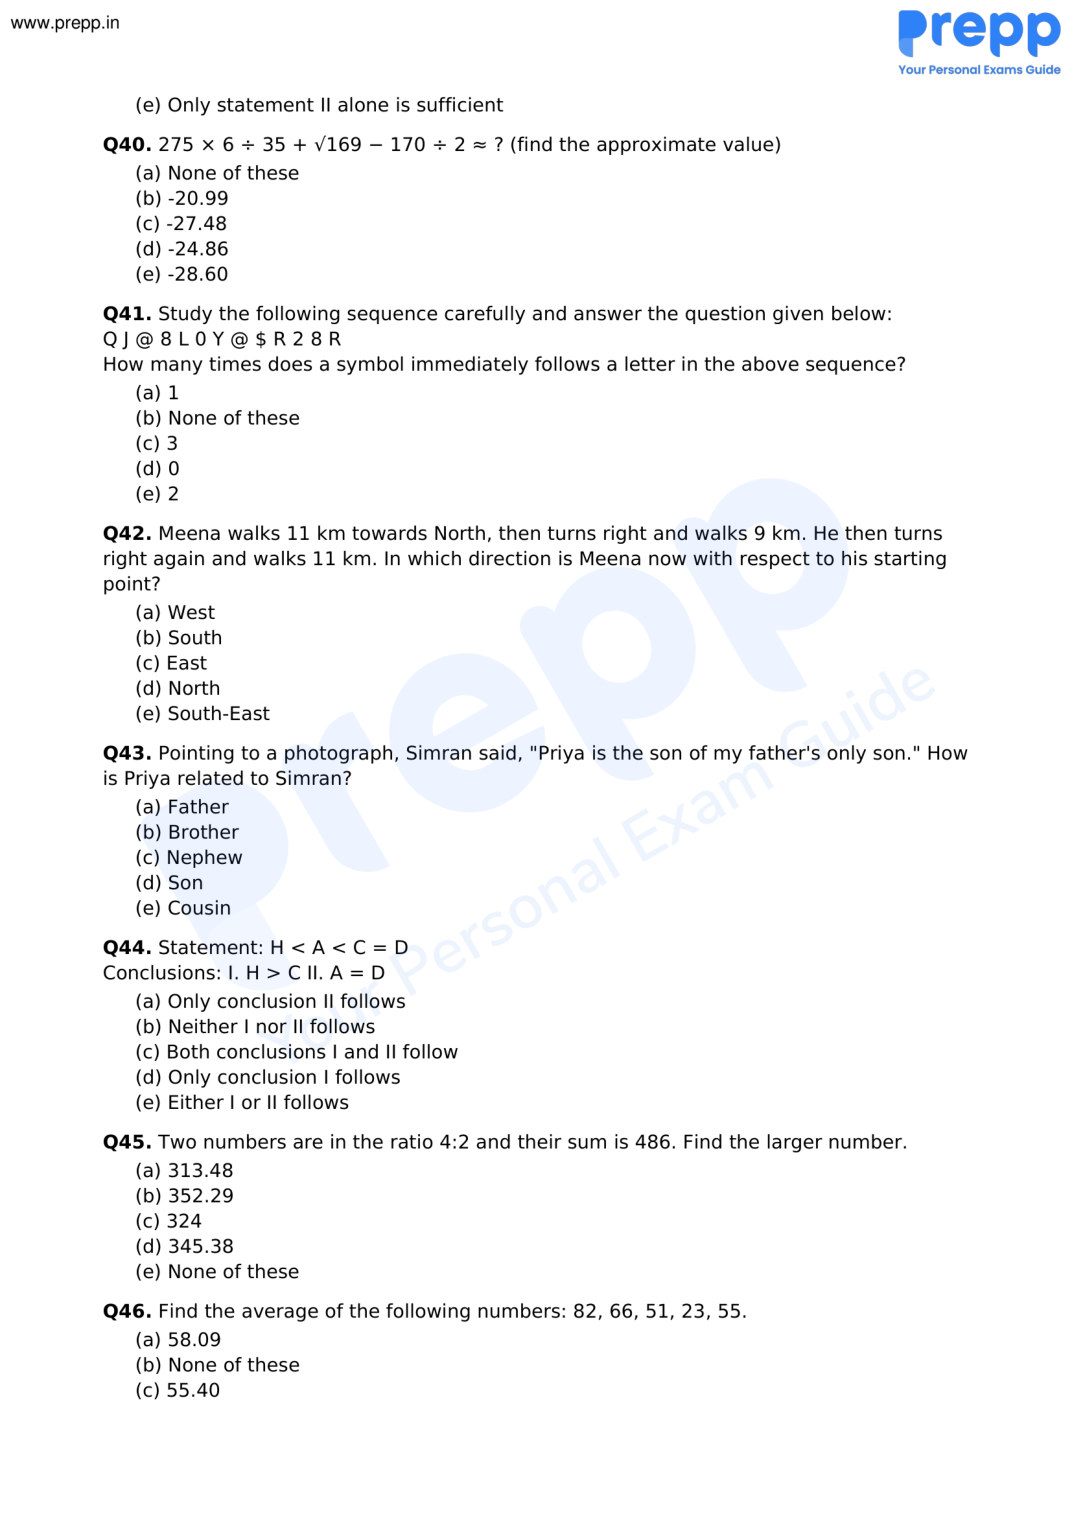 www.prepp.in
Prepp
Your Personal Exams Guide
(e) Only statement II alone is sufficient
Q40. 275 × 6 ÷ 35 + √169 − 170 ÷ 2 ≈ ? (find the approximate value)
(a) None of these
(b) -20.99
(c) -27.48
(d) -24.86
(e) -28.60
Q41. Study the following sequence carefully and answer the question given below:
Q J @ 8 L 0 Y @ $ R 2 8 R
How many times does a symbol immediately follows a letter in the above sequence?
(a) 1
(b) None of these
(c) 3
(d) 0
(e) 2
Q42. Meena walks 11 km towards North, then turns right and walks 9 km. He then turns
right again and walks 11 km. In which direction is Meena now with respect to his starting
point?
(a) West
(b) South
(c) East
(d) North
(e) South-East
Q43. Pointing to a photograph, Simran said, "Priya is the son of my father's only son." How
is Priya related to Simran?
(a) Father
(b) Brother
(c) Nephew
(d) Son
(e) Cousin
Q44. Statement: H < A < C = D
Conclusions: I. H > C II. A = D
(a) Only conclusion II follows
(b) Neither I nor II follows
(c) Both conclusions I and II follow
(d) Only conclusion I follows
(e) Either I or II follows
Q45. Two numbers are in the ratio 4:2 and their sum is 486. Find the larger number.
(a) 313.48
(b) 352.29
(c) 324
(d) 345.38
(e) None of these
Q46. Find the average of the following numbers: 82, 66, 51, 23, 55.
(a) 58.09
(b) None of these
(c) 55.40
Prepp
Your Personal Exam Guide